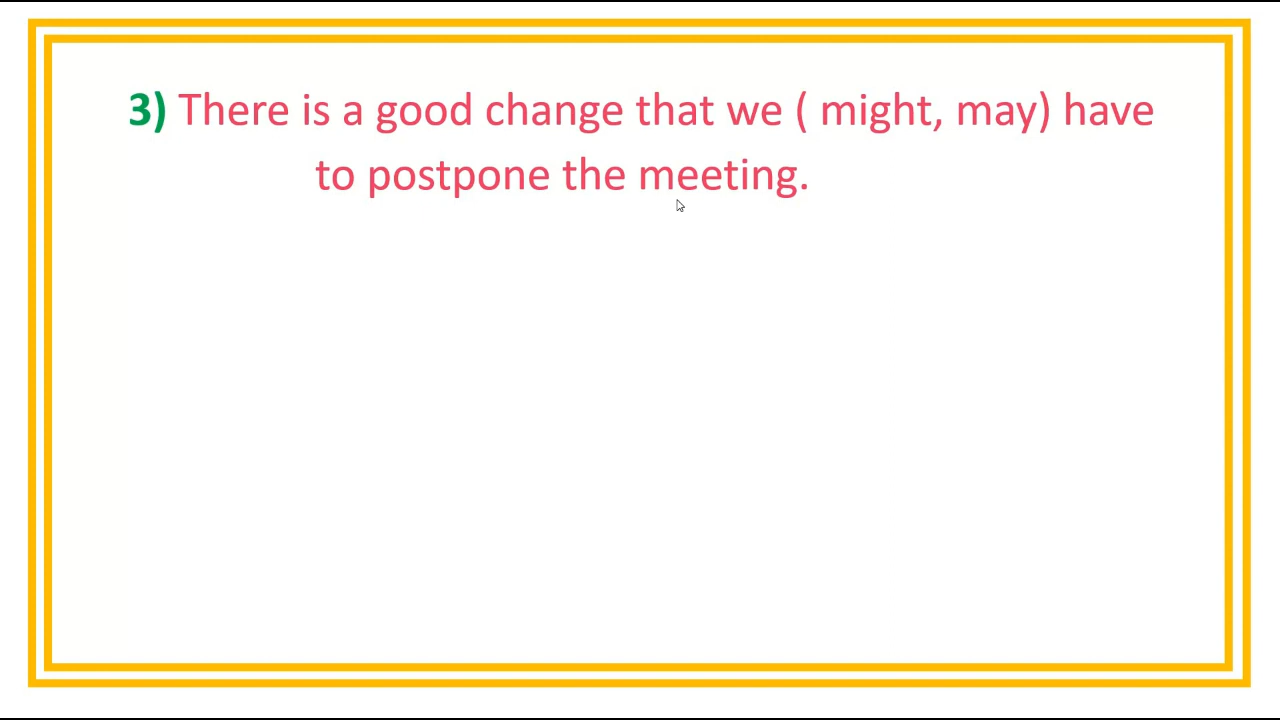 3) There is a good change that we ( might, may) have
to postpone the meeting.